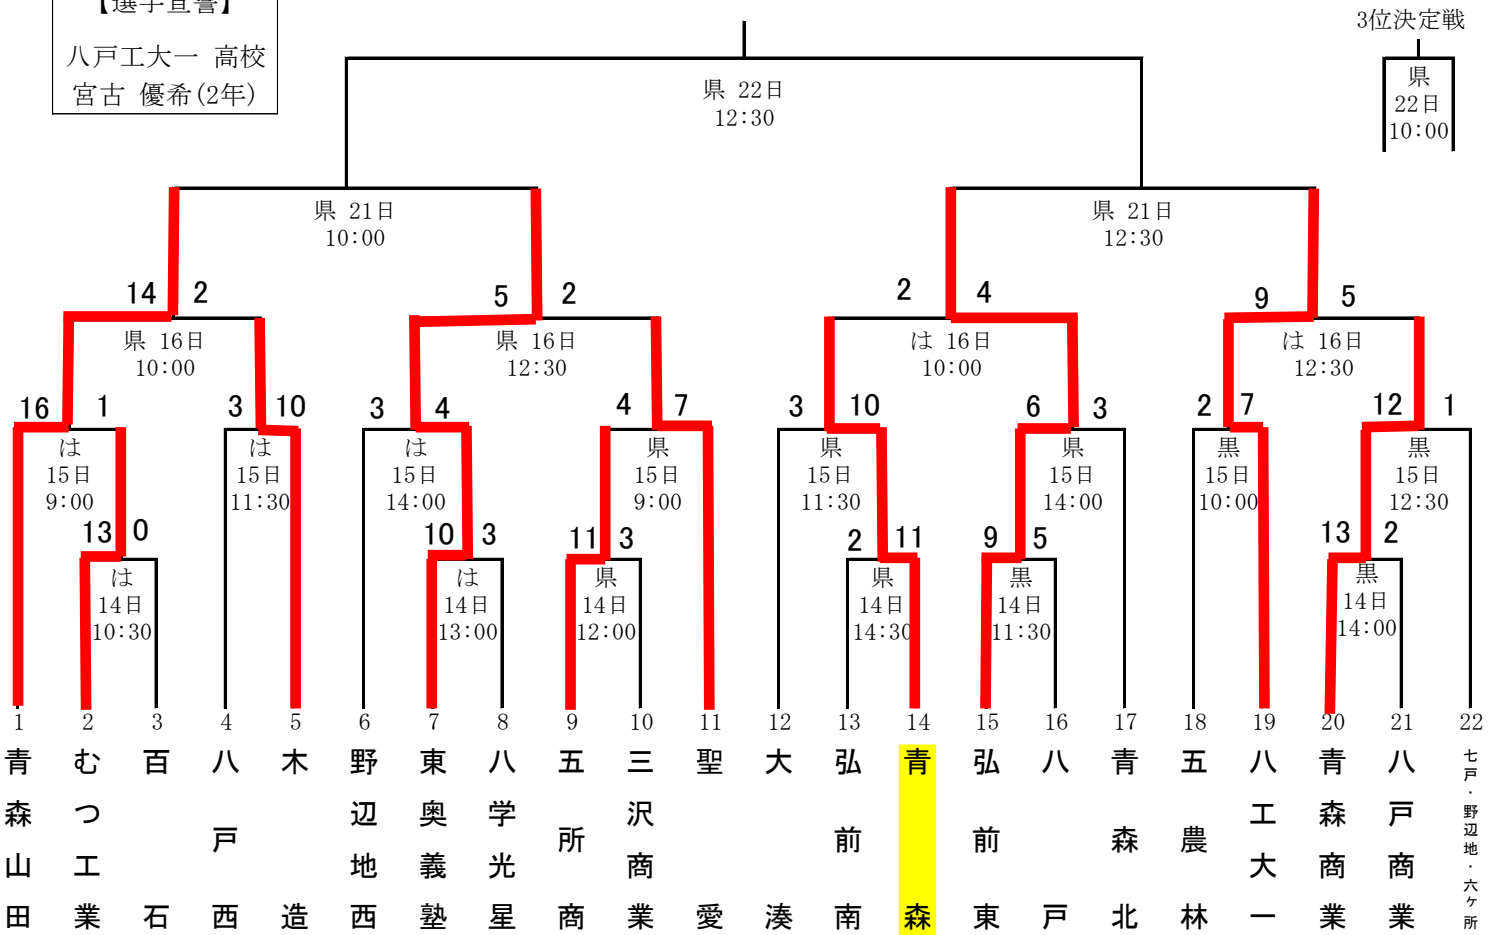 【選手宣誓】
八戸工大一 高校
宮古 優希(2年)
3位決定戦
県
22日
10:00
県 22日
12:30
県 21日
10:00
県 21日
12:30
14 2
5 2
2 4
9 5
県 16日
10:00
県 16日
12:30
は 16日
10:00
は 16日
12:30
16 1
3 10
3 4
4 7
3 10
6 3
2 7
12 1
は
15日
9:00
は
15日
11:30
は
15日
14:00
県
15日
9:00
県
15日
11:30
県
15日
14:00
黒
15日
10:00
黒
15日
12:30
13 0
10 3
11 3
2 11
9 5
13 2
は
14日
10:30
は
14日
13:00
県
14日
12:00
県
14日
14:30
黒
14日
11:30
黒
14日
14:00
1 2 3 4 5 6 7 8 9 10 11 12 13 14 15 16 17 18 19 20 21 22
青森山田
むつ工業
百石
八戸西
木造
野辺地西
東奥義塾
八学光星
五所商
三沢商業
聖愛
大湊
弘前南
青森
弘前東
八戸
青森北
五農林
八工大一
青森商業
八戸商業
七戸・野辺地・六ケ所